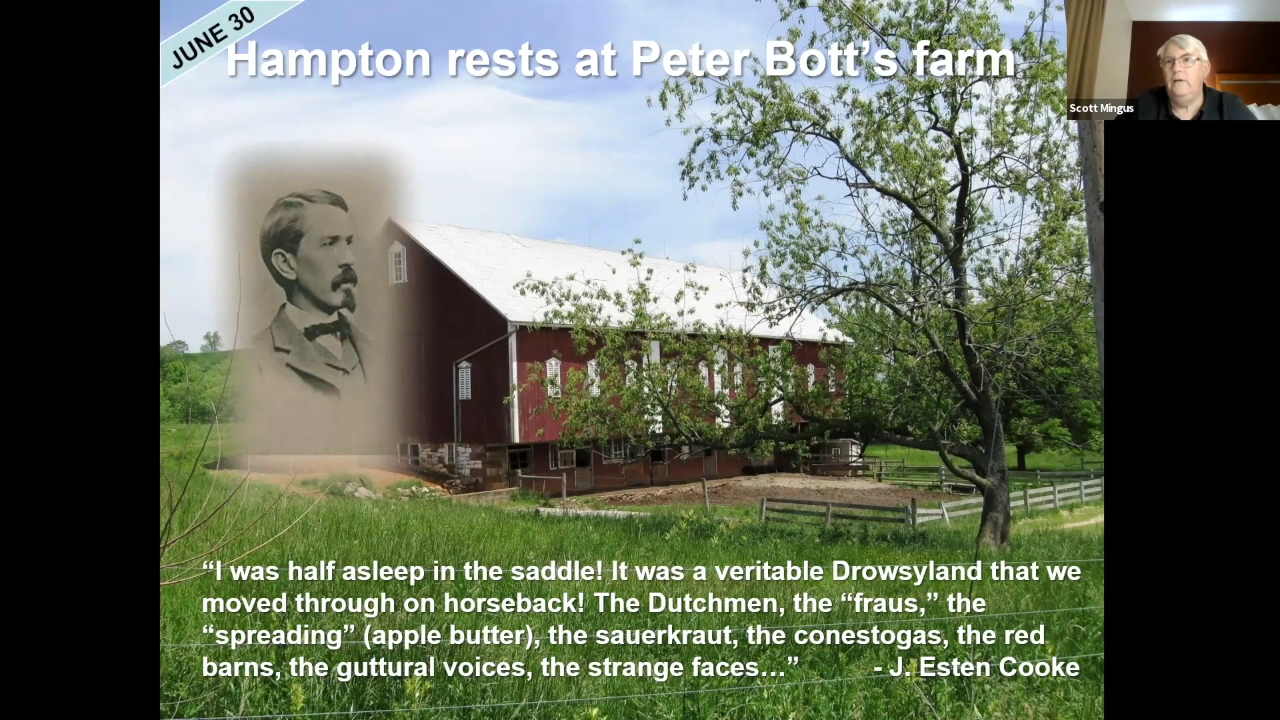 JUNE 30
Hampton rests at Peter Bott’s farm
Scott Mingus
“I was half asleep in the saddle! It was a veritable Drowsyland that we
moved through on horseback! The Dutchmen, the “fraus,” the
“spreading” (apple butter), the sauerkraut, the conestogas, the red
barns, the guttural voices, the strange faces…” - J. Esten Cooke